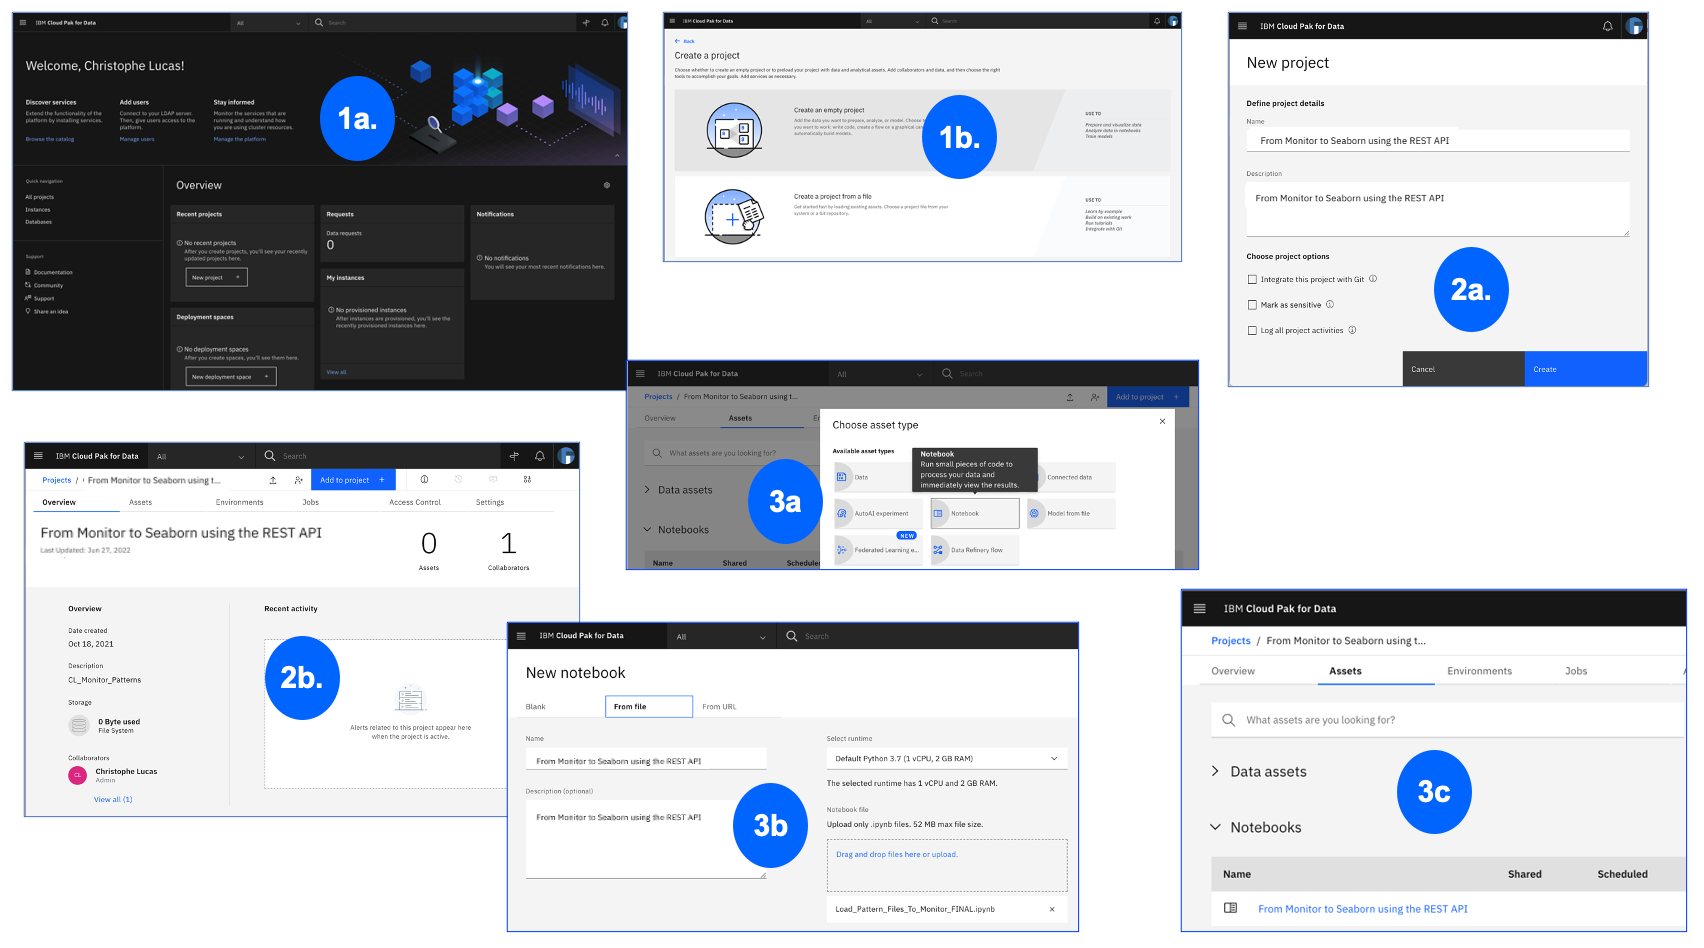 IBM Cloud Pak for Data
All
Search
Welcome, Christophe Lucas!
Discover services
Extend the functionality of the
platform by installing services.
Browse the catalog
Add users
Connect to your LDAP server.
Then, give users access to the
platform.
Manage users
Stay informed
Monitor the services that are
running and understand how
you are using cluster resources.
Manage the platform
1a.
Quick navigation
All projects
Instances
Databases
Support
Documentation
Community
Support
Share an idea
Overview
Recent projects
No recent projects
After you create projects, you'll see your recently
updated projects here.
New project +
Deployment spaces
No deployment spaces
After you create spaces, you'll see them here.
New deployment space +
Requests
Data requests
0
My instances
No provisioned instances
After instances are provisioned, you'll see the
recently provisioned instances here.
View all
Notifications
No notifications
You will see your most recent notifications here.
IBM Cloud Pak for Data
All
Search
Back
Create a project
Choose whether to create an empty project or to preload your project with data and analytical assets. Add collaborators and data, and then choose the right
tools to accomplish your goals. Add services as necessary.
Create an empty project
Add the data you want to prepare, analyze, or model. Choose
you want to work: write code, create a flow on a graphical can
automatically build models.
1b.
USE TO
Prepare and visualize data
Analyze data in notebooks
Train models
Create a project from a file
Get started fast by loading existing assets. Choose a project file from your
system or a Git repository.
USE TO
Learn by example
Build on existing work
Run tutorials
Integrate with Git
IBM Cloud Pak for Data
New project
Define project details
Name
From Monitor to Seaborn using the REST API
Description
From Monitor to Seaborn using the REST API
Choose project options
Integrate this project with Git
Mark as sensitive
Log all project activities
2a.
Cancel
Create
IBM Cloud Pak for Data
All
Search
Projects / From Monitor to Seaborn using t...
Add to project +
Overview
Assets
Environments
Jobs
Access Control
Settings
From Monitor to Seaborn using the REST API
Last Updated: Jun 27, 2022
0
Assets
1
Collaborators
Overview
Date created
Oct 18, 2021
Description
CL_Monitor_Patterns
Storage
0 Byte used
File System
Collaborators
CL
Christophe Lucas
Admin
View all (1)
Recent activity
2b.
Alerts related to this project appear here
when the project is active.
IBM Cloud Pak for Data
All
Search
Projects / From Monitor to Seaborn using t...
Add to project +
Overview
Assets
What assets are you looking for?
Data assets
Notebooks
Name
Shared
Schedule
3a
Choose asset type
Available asset types
Data
Notebook
Run small pieces of code to
process your data and
immediately view the results.
Connected data
AutoAI experiment
Notebook
Model from file
NEW
Federated Learning e...
Data Refinery flow
IBM Cloud Pak for Data
All
Search
New notebook
Blank
From file
From URL
Name
From Monitor to Seaborn using the REST API
Description (optional)
From Monitor to Seaborn using the REST API
3b
Select runtime
Default Python 3.7 (1 vCPU, 2 GB RAM)
The selected runtime has 1 vCPU and 2 GB RAM.
Notebook file
Upload only .ipynb files. 52 MB max file size.
Drag and drop files here or upload.
Load_Pattern_Files_To_Monitor_FINAL.ipynb
IBM Cloud Pak for Data
Projects / From Monitor to Seaborn using t...
Overview
Assets
Environments
Jobs
What assets are you looking for?
Data assets
3c
Notebooks
Name
Shared
Scheduled
From Monitor to Seaborn using the REST API